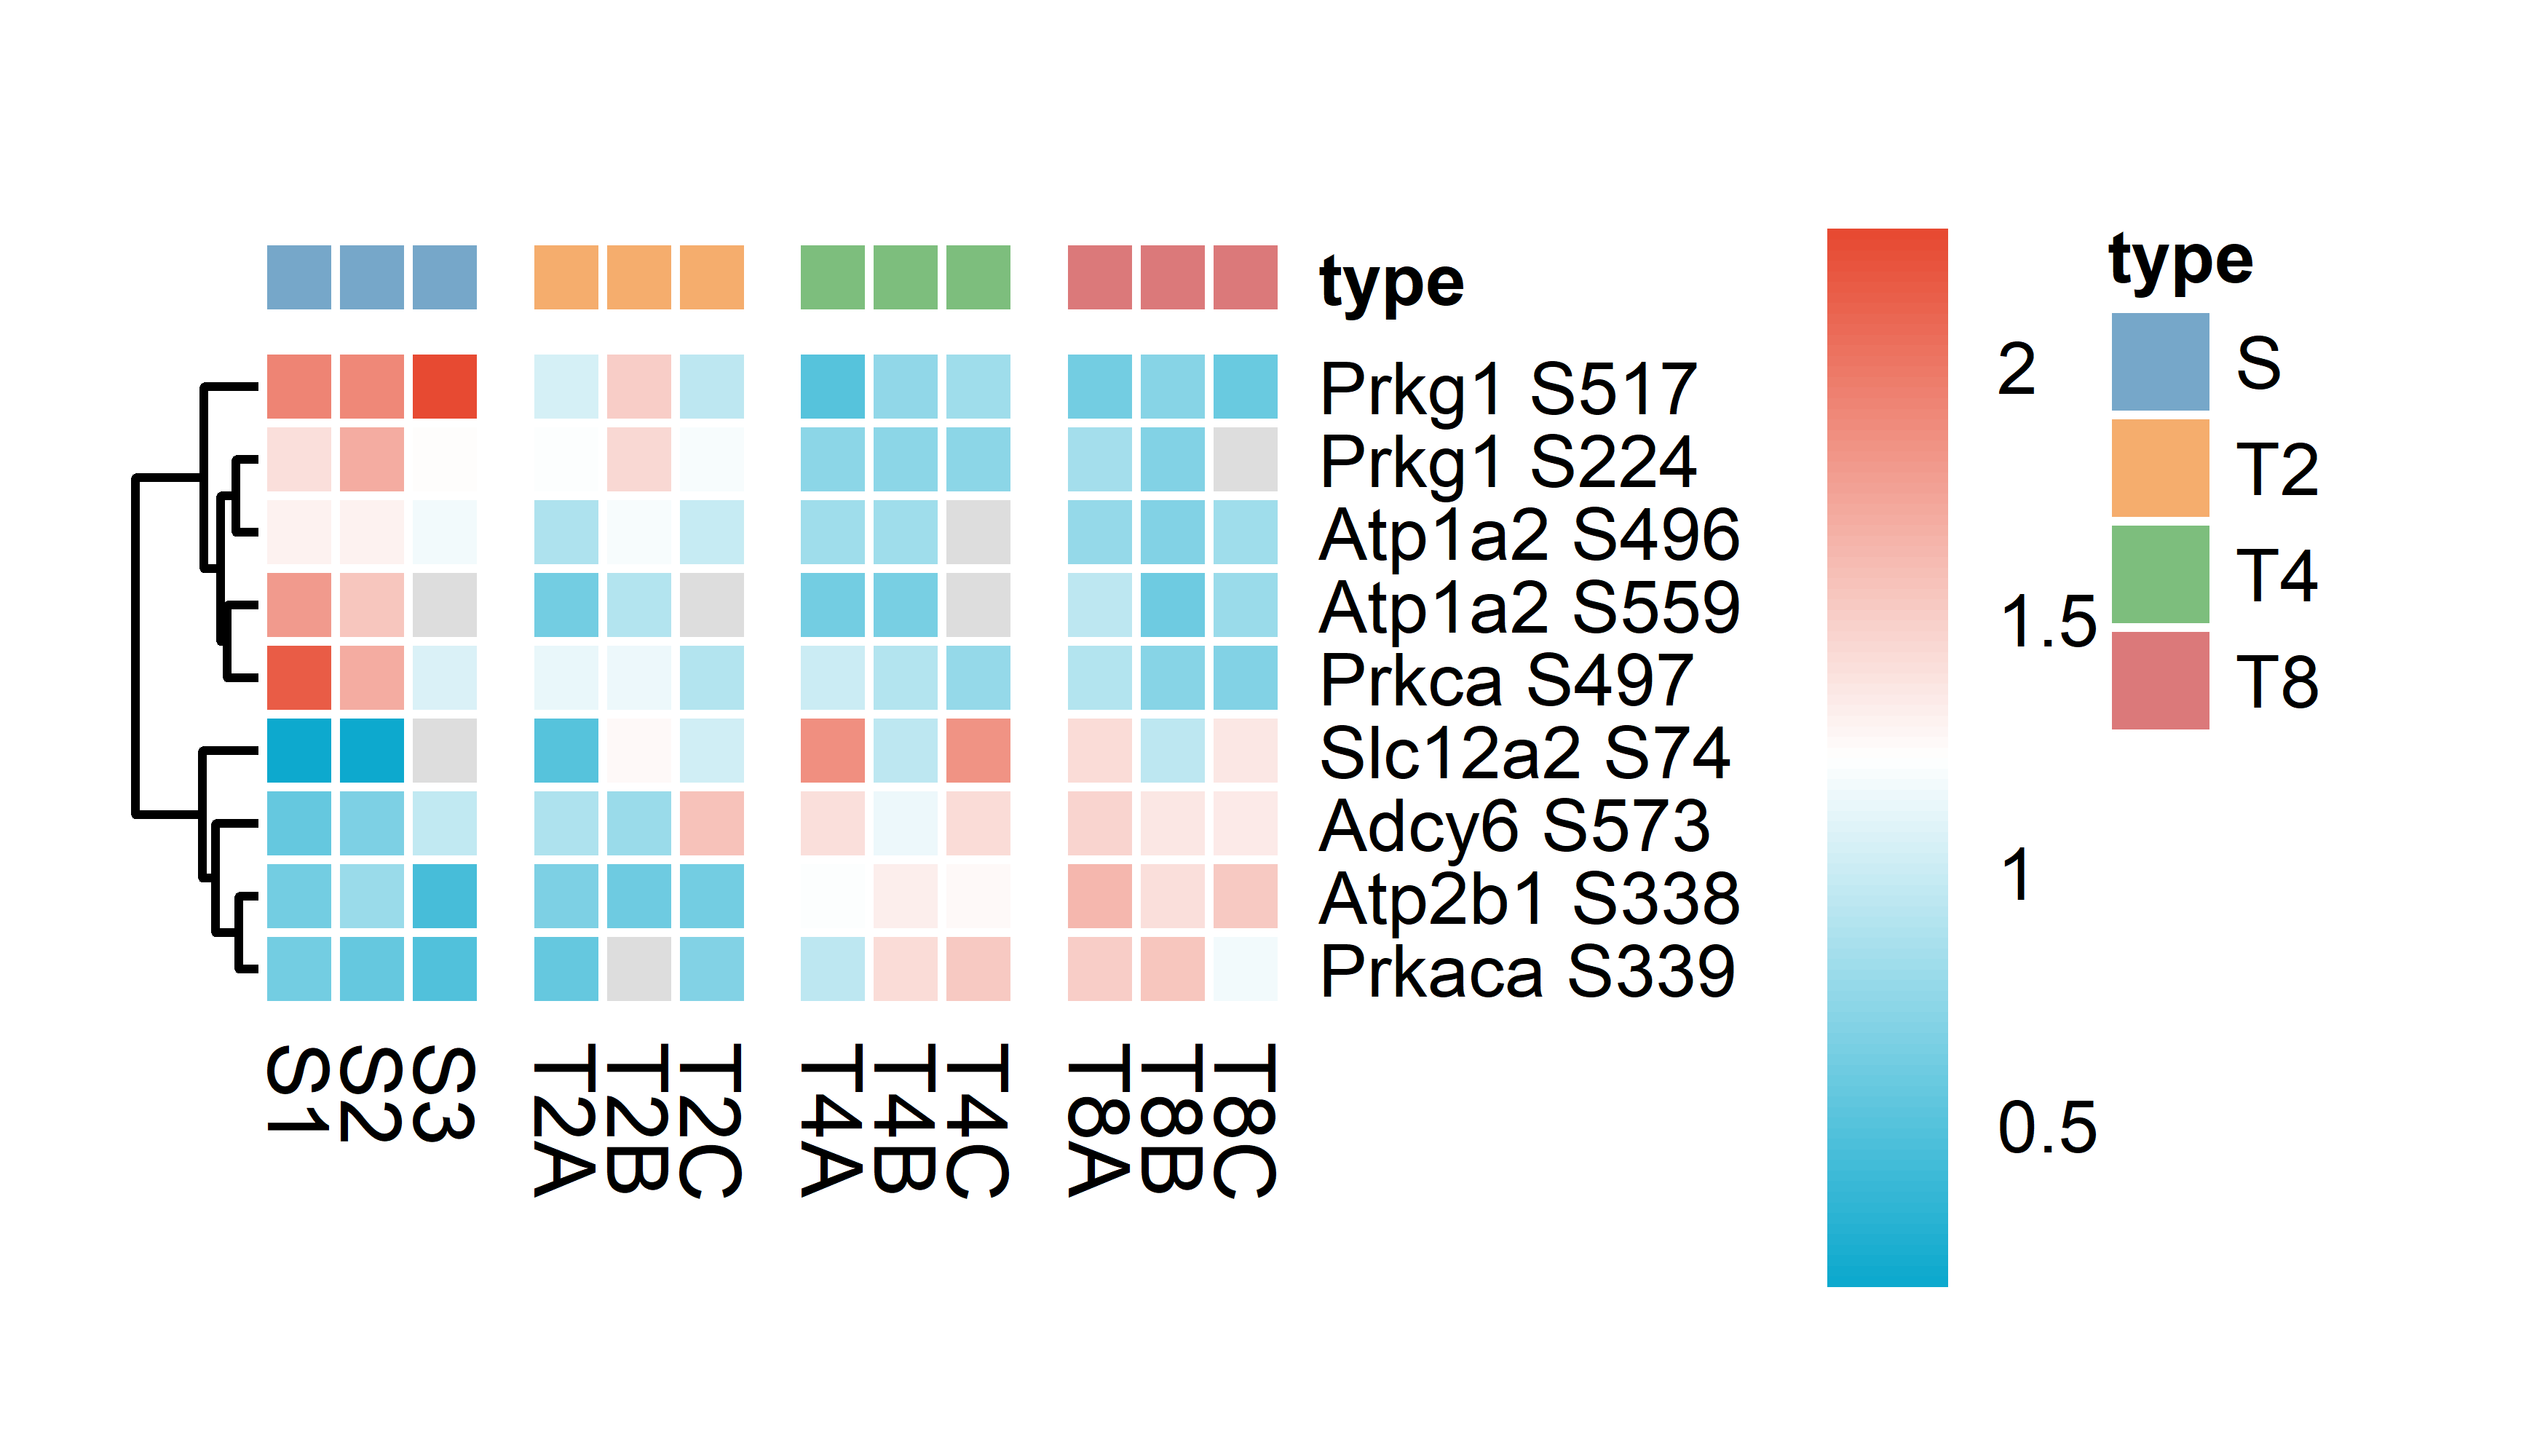 type
Prkg1 S517
Prkg1 S224
Atp1a2 S496
Atp1a2 S559
Prkca S497
Slc12a2 S74
Adcy6 S573
Atp2b1 S338
Prkaca S339
S1
S2
S3
T2A
T2B
T2C
T4A
T4B
T4C
T8A
T8B
T8C
2
1.5
1
0.5
type
S
T2
T4
T8